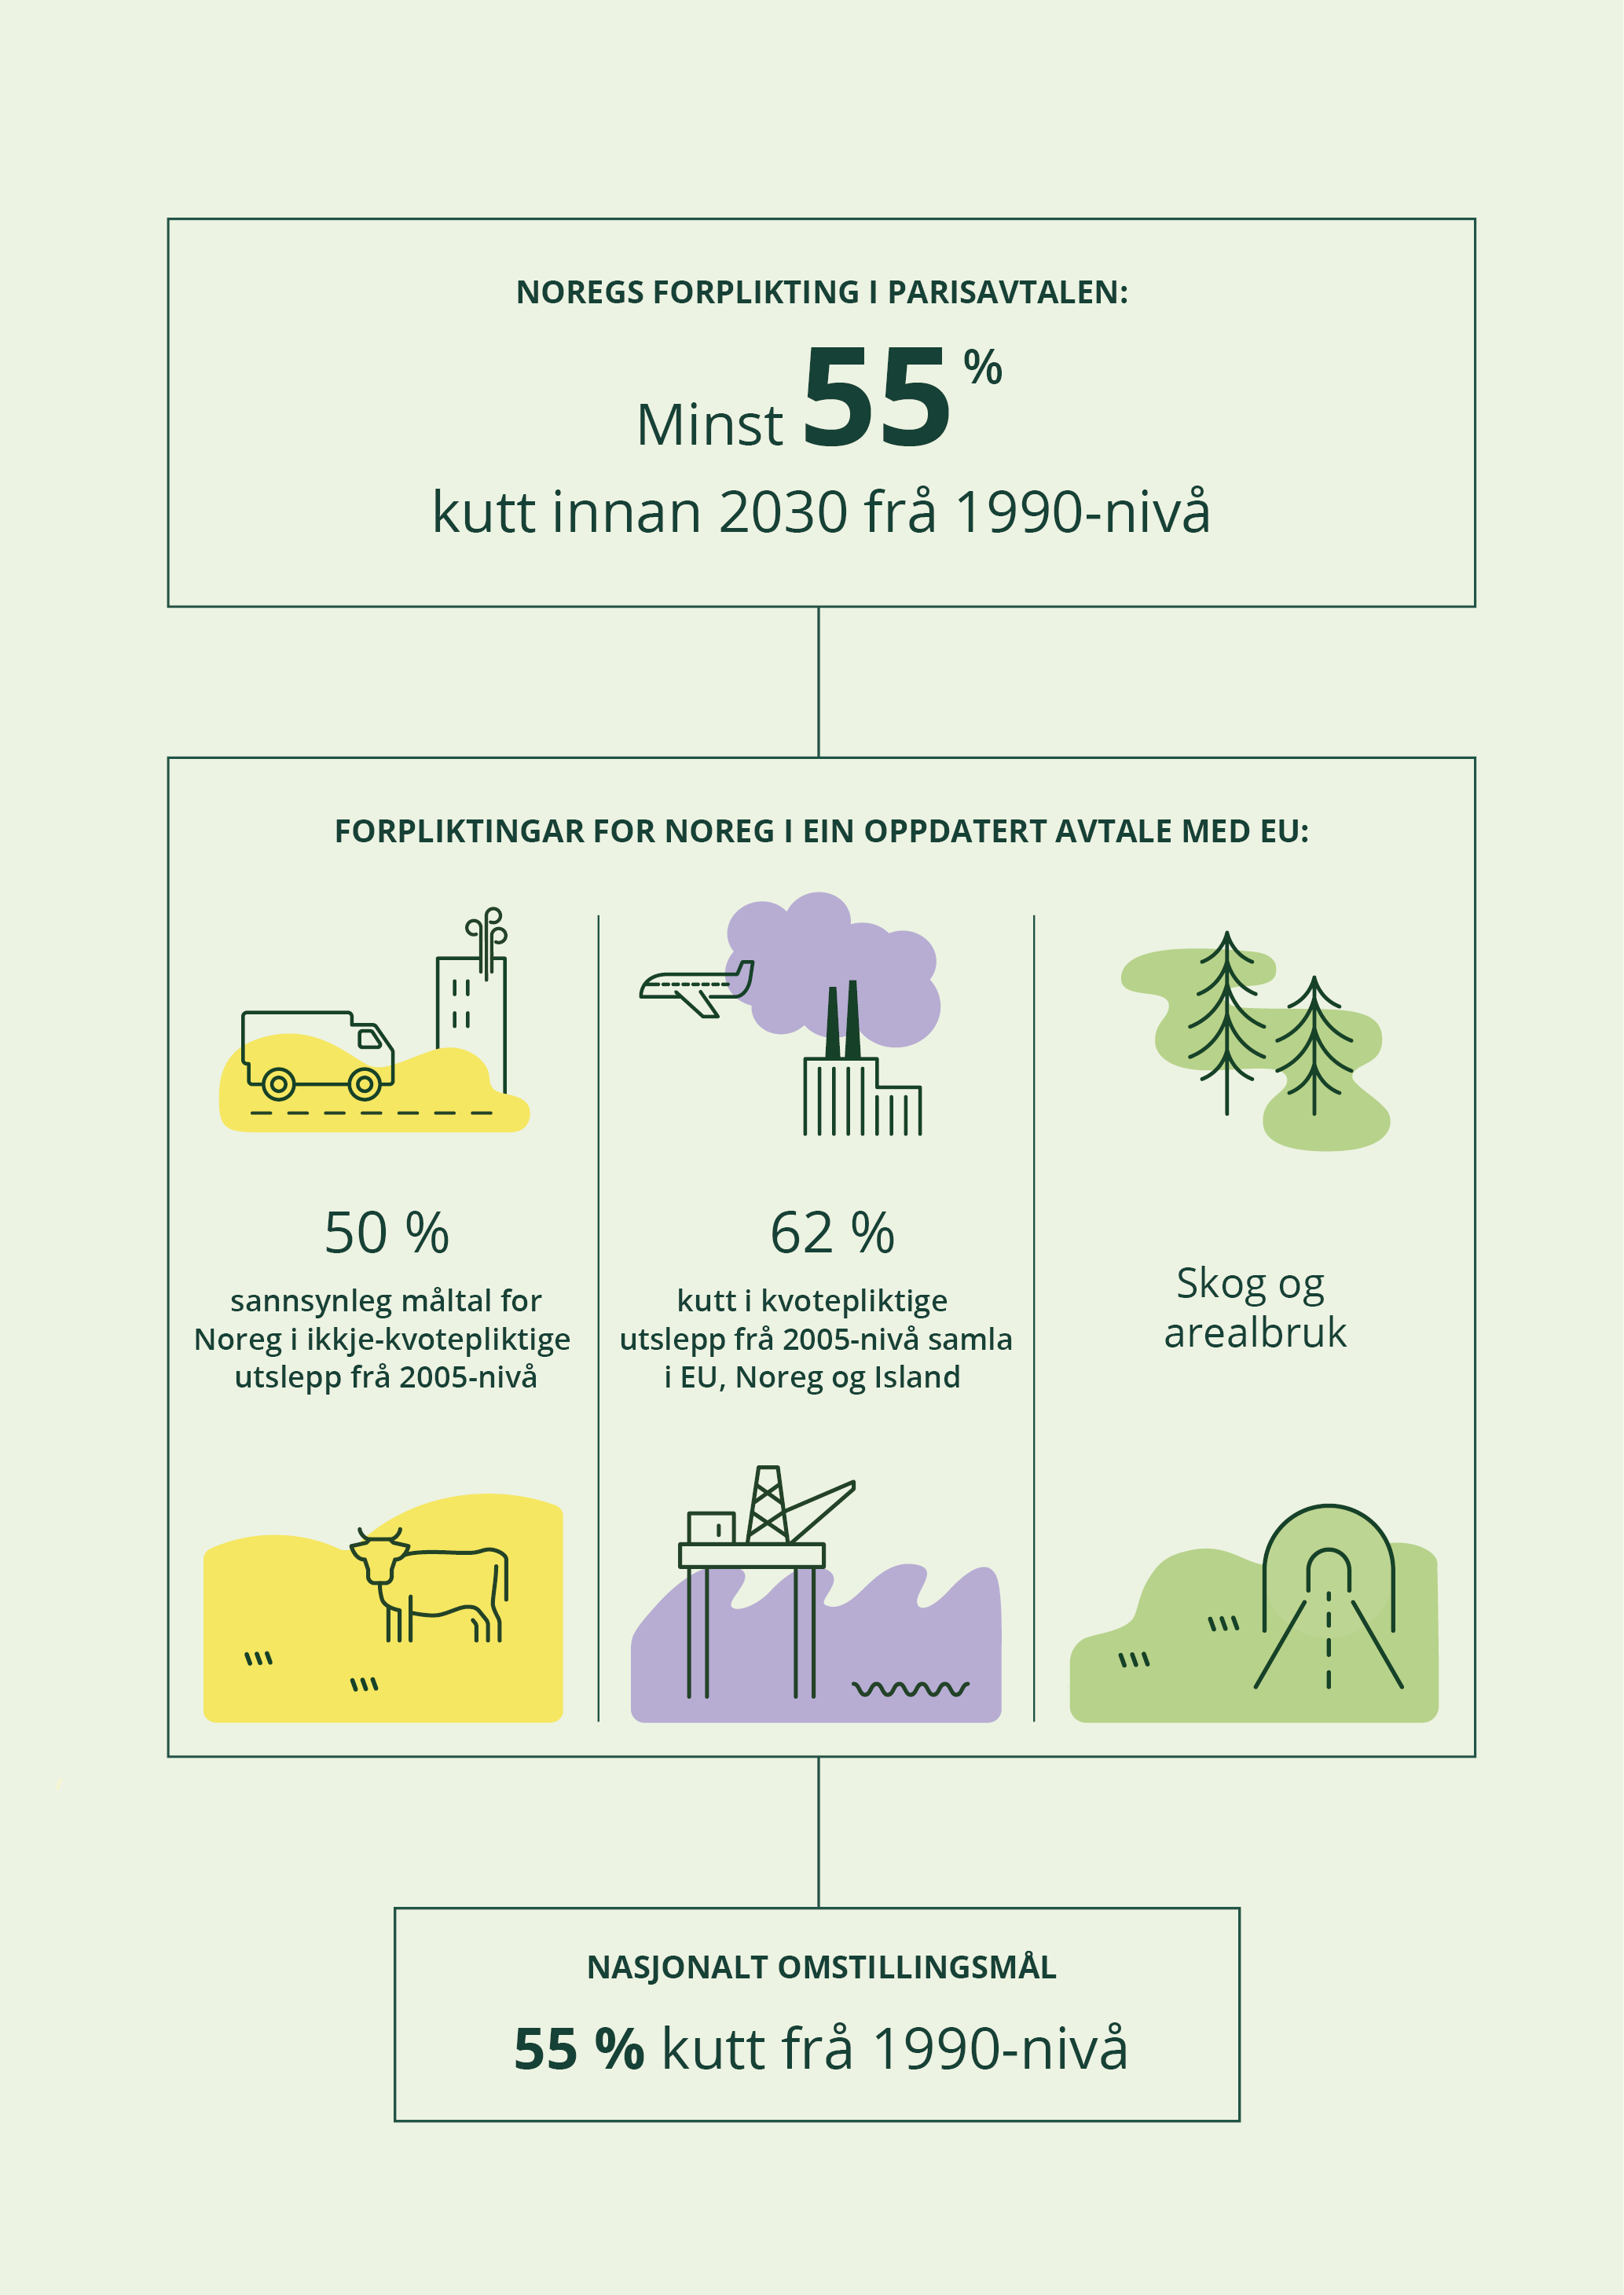 NOREGS FORPLIKTING I PARISAVTALEN:
Minst 55 %
kutt innan 2030 frå 1990-nivå
FORPLIKTINGAR FOR NOREG I EIN OPPDATERT AVTALE MED EU:
50 %
sannsynleg måltal for
Noreg i ikkje-kvotepliktige
utslepp frå 2005-nivå
62 %
kutt i kvotepliktige
utslepp frå 2005-nivå samla
i EU, Noreg og Island
Skog og
arealbruk
NASJONALT OMSTILLINGSMÅL
55 % kutt frå 1990-nivå